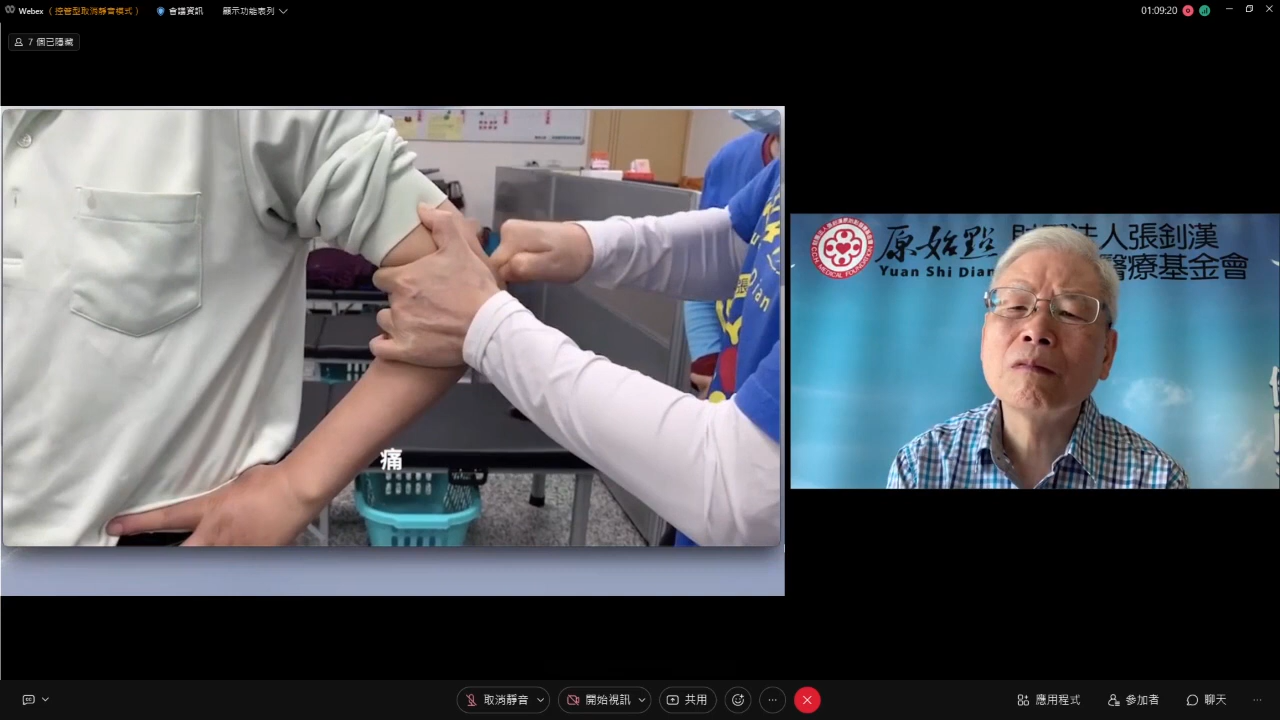 Webex （控管型取消靜音模式） 會議資訊 顯示功能表列
01:09:20
7 個已隱藏
痛
原始點
Yuan Shi Dian
人張釗漢
醫療基金會
取消靜音
開始視訊
共用
應用程式
參加者
聊天